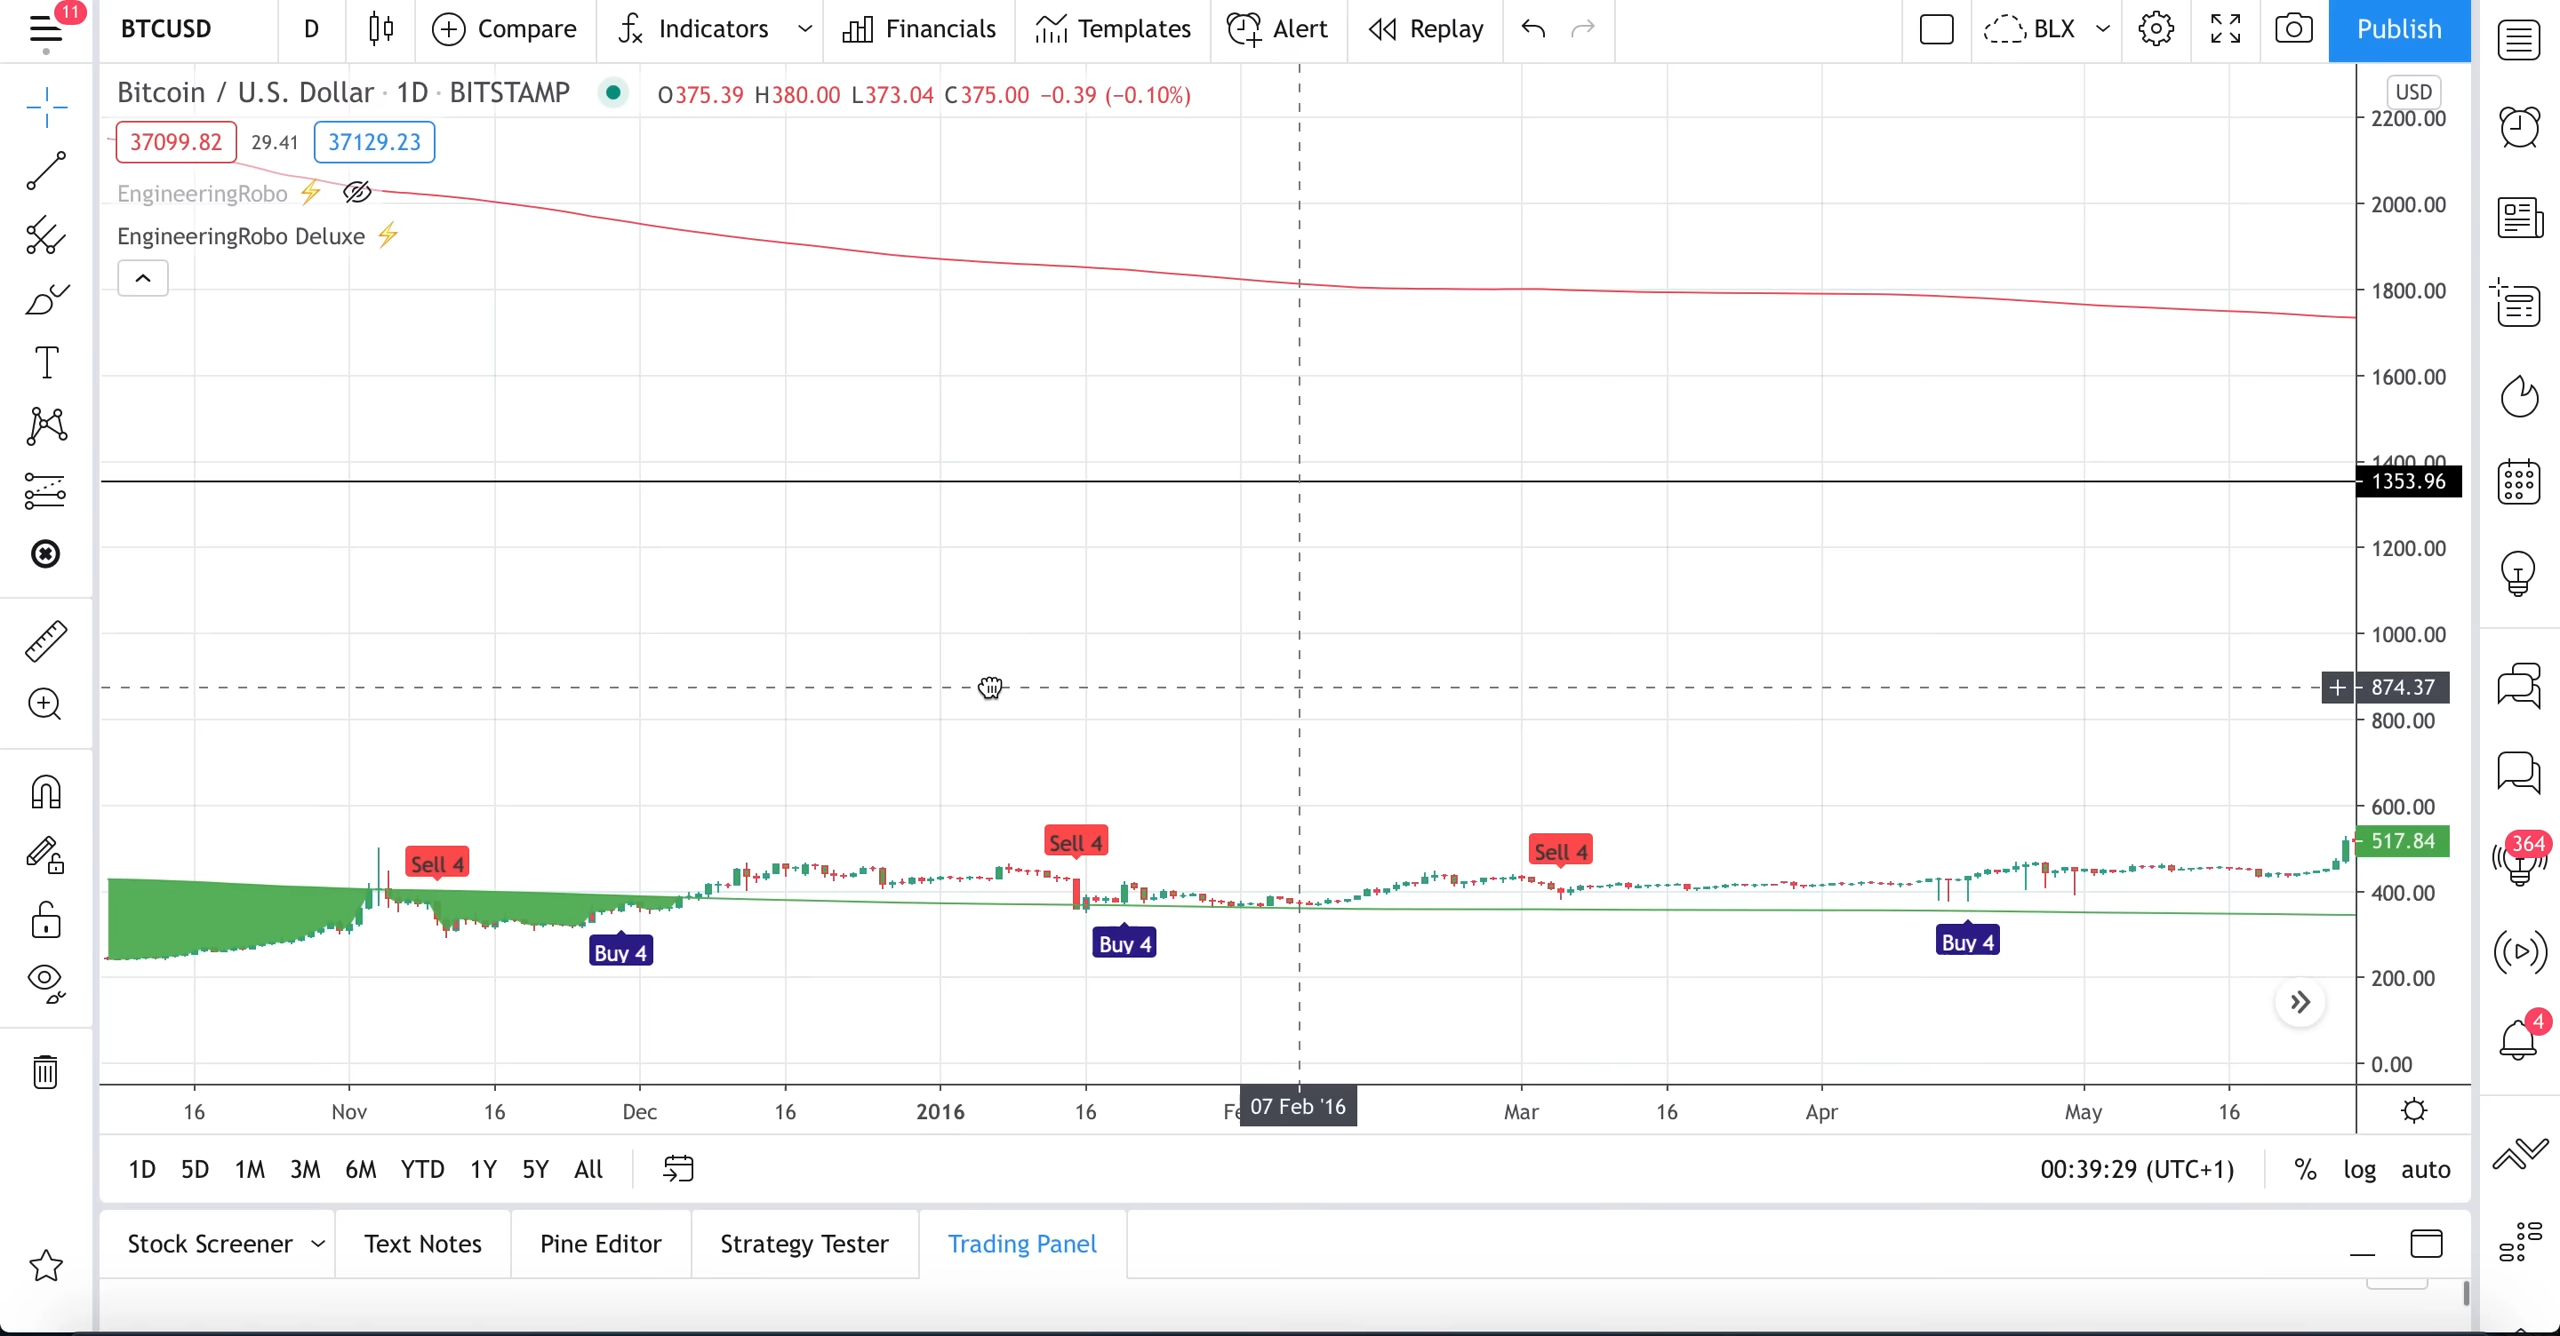 11
BTCUSD D Compare Indicators Financials Templates Alert Replay BLX Publish
Bitcoin / U.S. Dollar · 1D · BITSTAMP O375.39 H380.00 L373.04 C375.00 −0.39 (−0.10%)
USD
37099.82 29.41 37129.23
EngineeringRobo
EngineeringRobo Deluxe
2200.00
2000.00
1800.00
1600.00
1400.00
1353.96
1200.00
1000.00
874.37
800.00
600.00
517.84
400.00
200.00
0.00
Sell 4
Sell 4
Sell 4
Buy 4
Buy 4
Buy 4
364
4
16 Nov 16 Dec 16 2016 16 07 Feb '16 Mar 16 Apr May 16
1D 5D 1M 3M 6M YTD 1Y 5Y All 00:39:29 (UTC+1) % log auto
Stock Screener Text Notes Pine Editor Strategy Tester Trading Panel